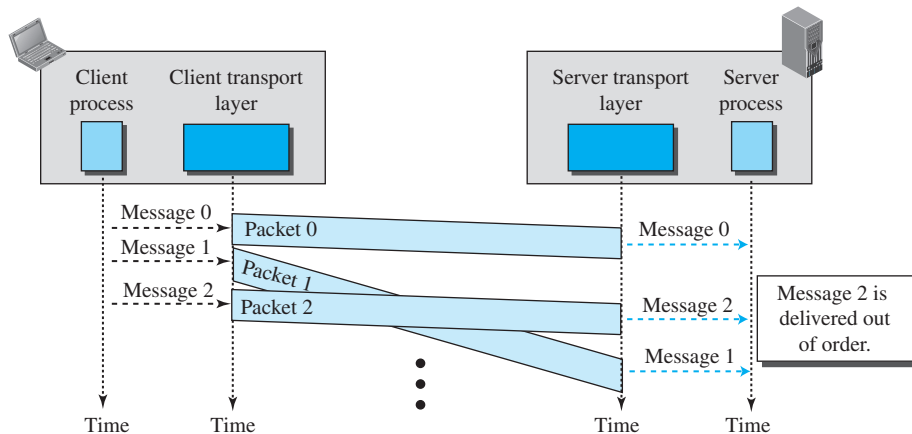 Client
process
Client transport
layer
Server transport
layer
Server
process
Message 0
Packet 0
Message 0
Message 1
Packet 1
Message 2
Packet 2
Message 2
Message 2 is
delivered out
of order.
Message 1
Time
Time
Time
Time